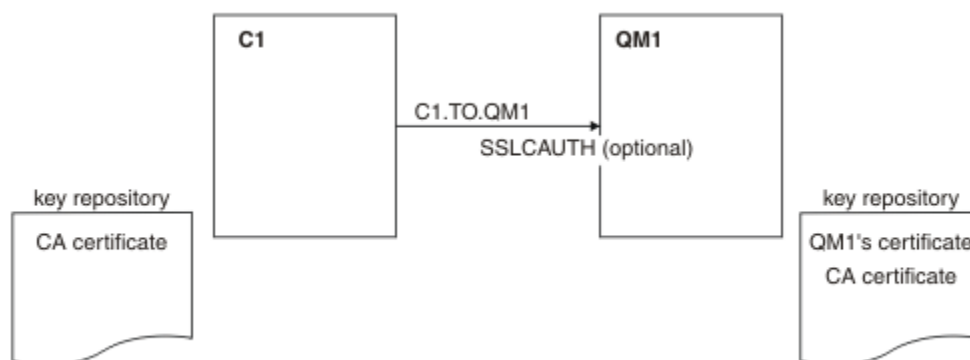 C1
QM1
C1.TO.QM1
SSLCAUTH (optional)
key repository
CA certificate
key repository
QM1's certificate
CA certificate